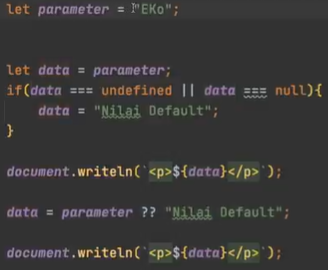 let parameter = "EKo";
let data = parameter;
if(data === undefined || data === null){
data = "Nilai Default";
}
document.writeln(`<p>${data}</p>`);
data = parameter ?? "Nilai Default";
document.writeln(`<p>${data}</p>`);